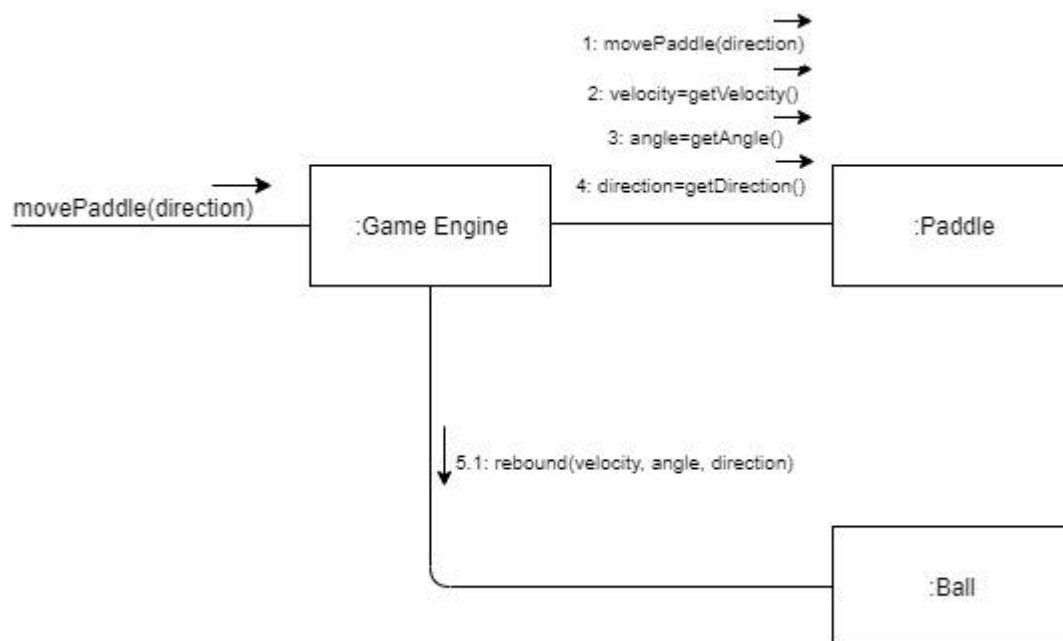 1: movePaddle(direction)
2: velocity=getVelocity()
3: angle=getAngle()
4: direction=getDirection()
movePaddle(direction)
:Game Engine
:Paddle
5.1: rebound(velocity, angle, direction)
:Ball